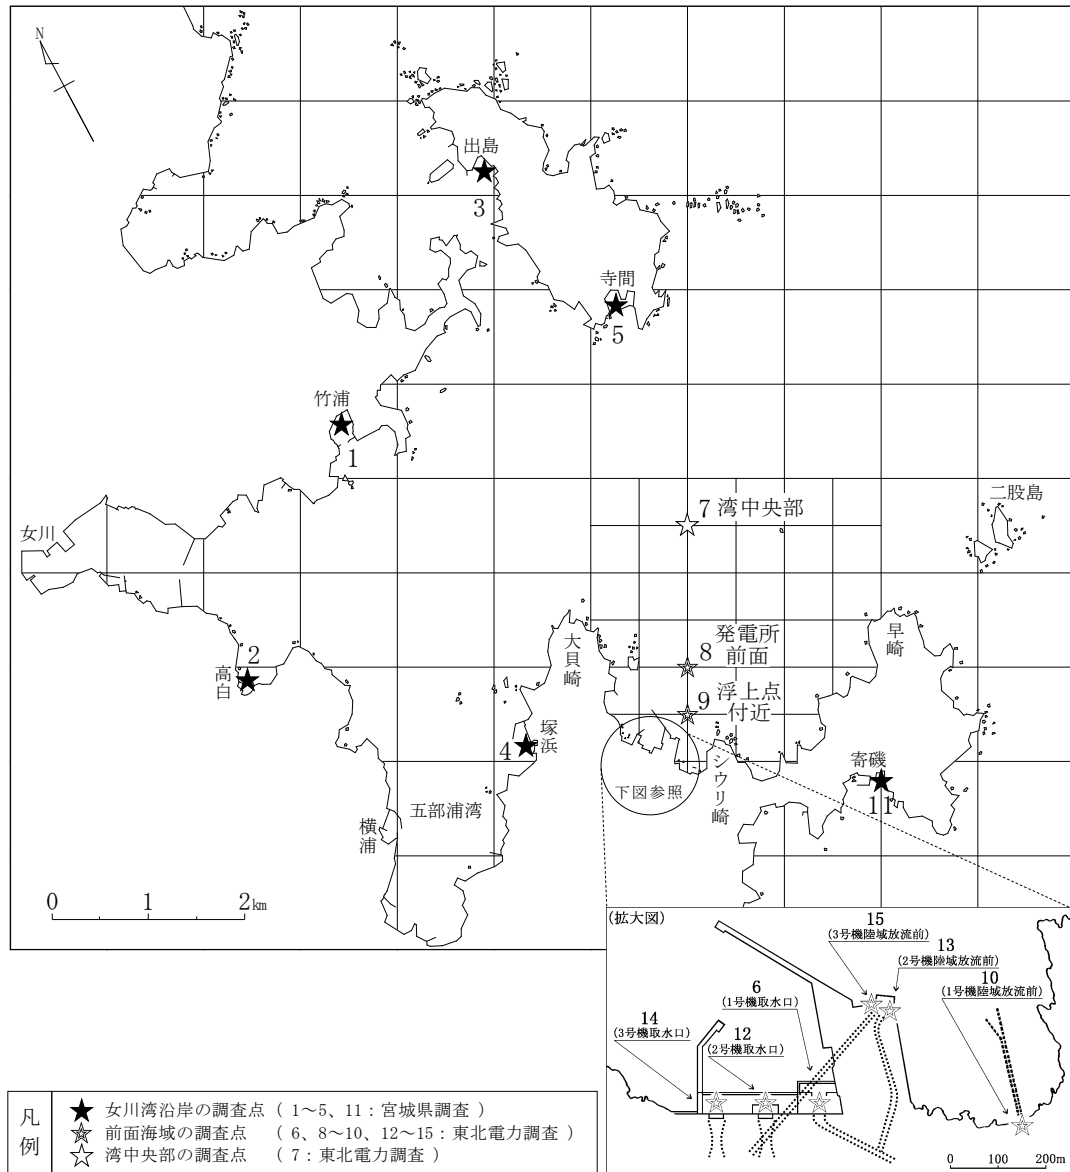 N
出島
3
寺間
5
竹浦
1
女川
7 湾中央部
二股島
2
高白
大貝崎
8 発電所
前面
早崎
9 浮上点
付近
4
塚浜
シウリ崎
下図参照
寄磯
11
五部浦湾
横浦
0 1 2㎞
(拡大図)
15
(3号機陸域放流前)
13
(2号機陸域放流前)
10
(1号機陸域放流前)
6
(1号機取水口)
14
(3号機取水口)
12
(2号機取水口)
0 100 200m
凡例
★ 女川湾沿岸の調査点 ( 1~5、11 : 宮城県調査 )
前面海域の調査点 ( 6、8~10、12~15 : 東北電力調査 )
☆ 湾中央部の調査点 ( 7 : 東北電力調査 )